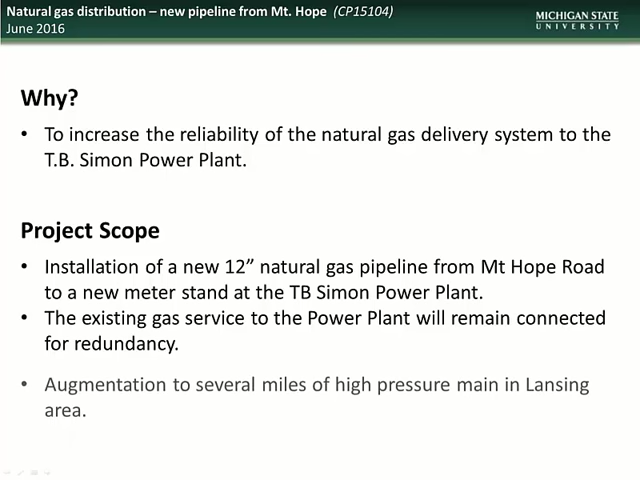 Natural gas distribution – new pipeline from Mt. Hope (CP15104)
June 2016
MICHIGAN STATE
UNIVERSITY
Why?
• To increase the reliability of the natural gas delivery system to the
T.B. Simon Power Plant.
Project Scope
• Installation of a new 12” natural gas pipeline from Mt Hope Road
to a new meter stand at the TB Simon Power Plant.
• The existing gas service to the Power Plant will remain connected
for redundancy.
• Augmentation to several miles of high pressure main in Lansing
area.